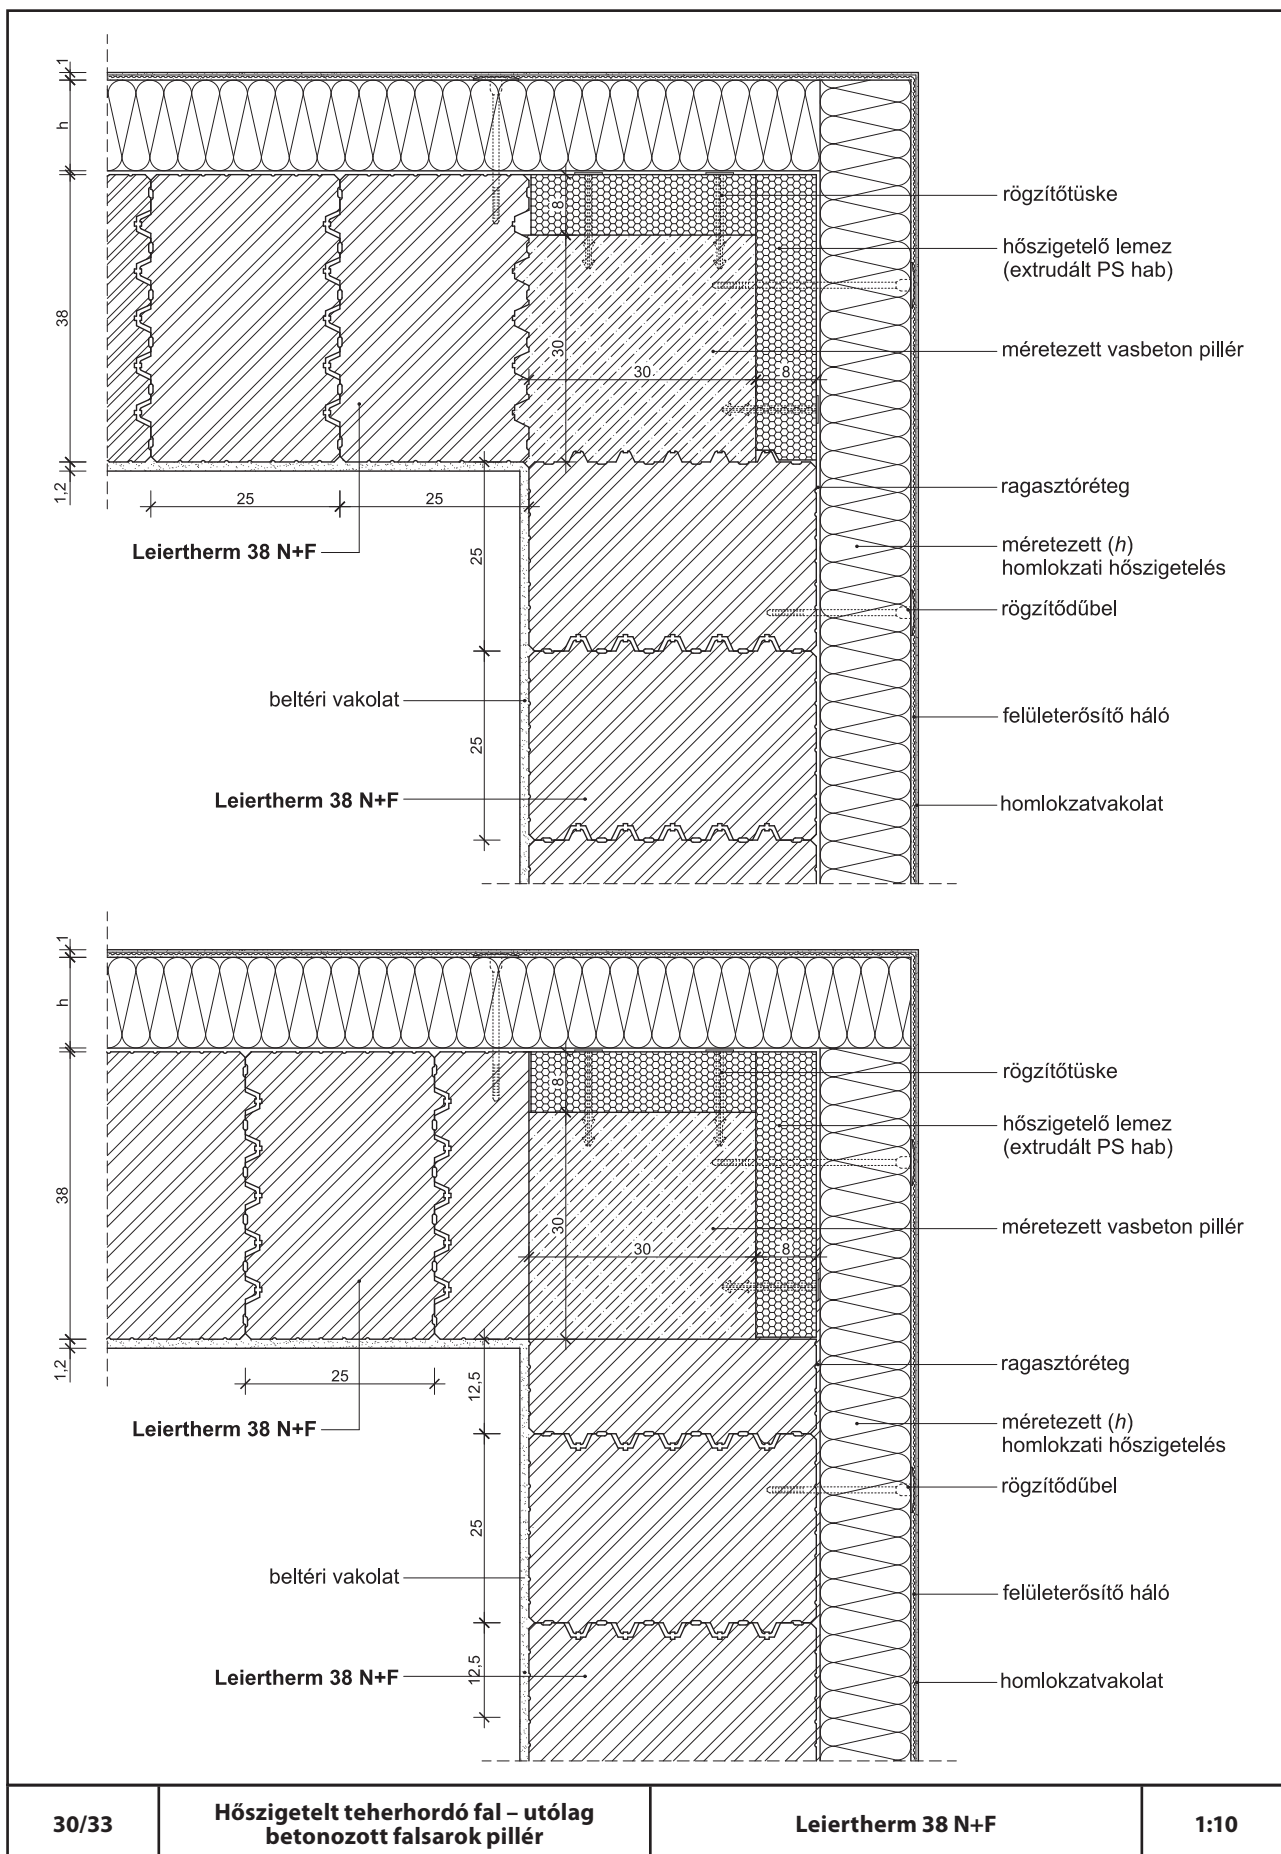 1
h
38
1,2
8
30
30
8
25
25
25
25
rögzítőtüske
hőszigetelő lemez
(extrudált PS hab)
méretezett vasbeton pillér
ragasztóréteg
méretezett (h)
homlokzati hőszigetelés
rögzítődűbel
felületerősítő háló
homlokzatvakolat
Leiertherm 38 N+F
beltéri vakolat
Leiertherm 38 N+F
1
h
38
1,2
8
30
30
8
25
12,5
25
12,5
rögzítőtüske
hőszigetelő lemez
(extrudált PS hab)
méretezett vasbeton pillér
ragasztóréteg
méretezett (h)
homlokzati hőszigetelés
rögzítődűbel
felületerősítő háló
homlokzatvakolat
Leiertherm 38 N+F
beltéri vakolat
Leiertherm 38 N+F
30/33
Hőszigetelt teherhordó fal – utólag
betonozott falsarok pillér
Leiertherm 38 N+F
1:10